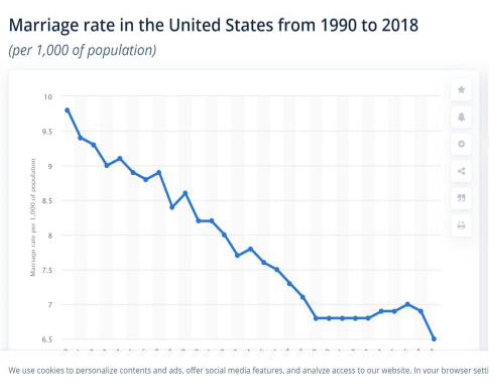 Marriage rate in the United States from 1990 to 2018
(per 1,000 of population)
10
9.5
9
8.5
8
7.5
7
6.5
Marriage rate per 1,000 of population
We use cookies to personalize contents and ads, offer social media features, and analyze access to our website. In your browser setti